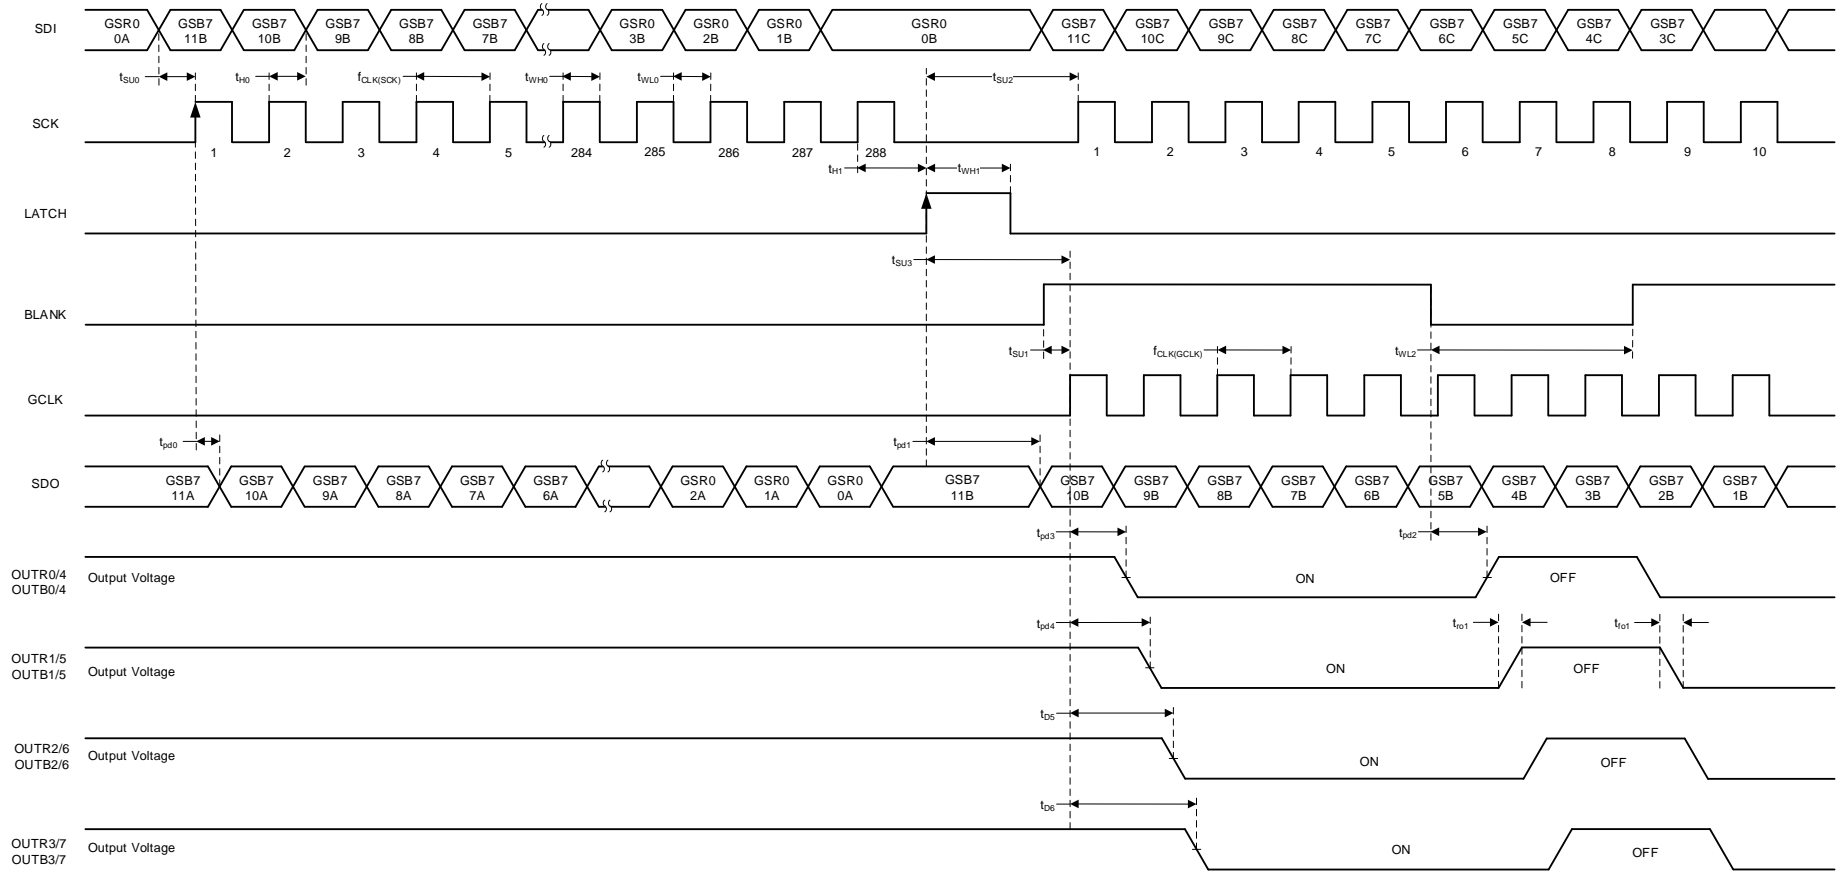 SDI
GSR0 0A
GSB7 11B
GSB7 10B
GSB7 9B
GSB7 8B
GSB7 7B
GSR0 3B
GSR0 2B
GSR0 1B
GSR0 0B
GSB7 11C
GSB7 10C
GSB7 9C
GSB7 8C
GSB7 7C
GSB7 6C
GSB7 5C
GSB7 4C
GSB7 3C
tSU0
tH0
fCLK(SCK)
tWH0
tWL0
tSU2
SCK
1 2 3 4 5 284 285 286 287 288 1 2 3 4 5 6 7 8 9 10
tH1
tWH1
LATCH
tSU3
BLANK
tSU1
fCLK(GCLK)
tWL2
GCLK
tpd0
tpd1
SDO
GSB7 11A
GSB7 10A
GSB7 9A
GSB7 8A
GSB7 7A
GSB7 6A
GSR0 2A
GSR0 1A
GSR0 0A
GSB7 11B
GSB7 10B
GSB7 9B
GSB7 8B
GSB7 7B
GSB7 6B
GSB7 5B
GSB7 4B
GSB7 3B
GSB7 2B
GSB7 1B
tpd3
tpd2
OUTR0/4
OUTB0/4
Output Voltage
ON
OFF
tpd4
tro1
tfo1
OUTR1/5
OUTB1/5
Output Voltage
ON
OFF
tD5
OUTR2/6
OUTB2/6
Output Voltage
ON
OFF
tD6
OUTR3/7
OUTB3/7
Output Voltage
ON
OFF